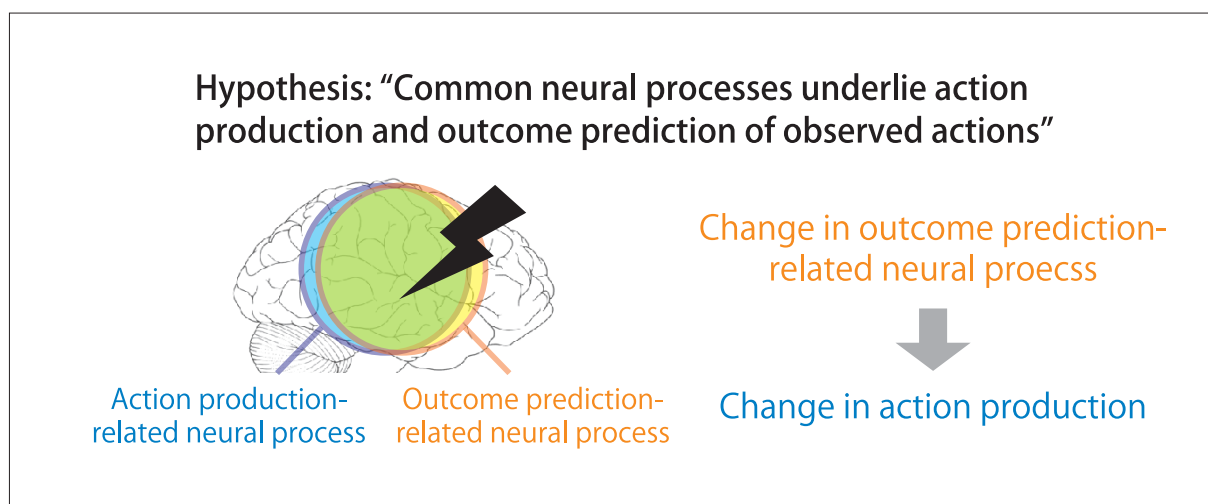 Hypothesis: “Common neural processes underlie action
production and outcome prediction of observed actions”
Change in outcome prediction-
related neural proecss
Change in action production
Action production-
related neural process
Outcome prediction-
related neural process